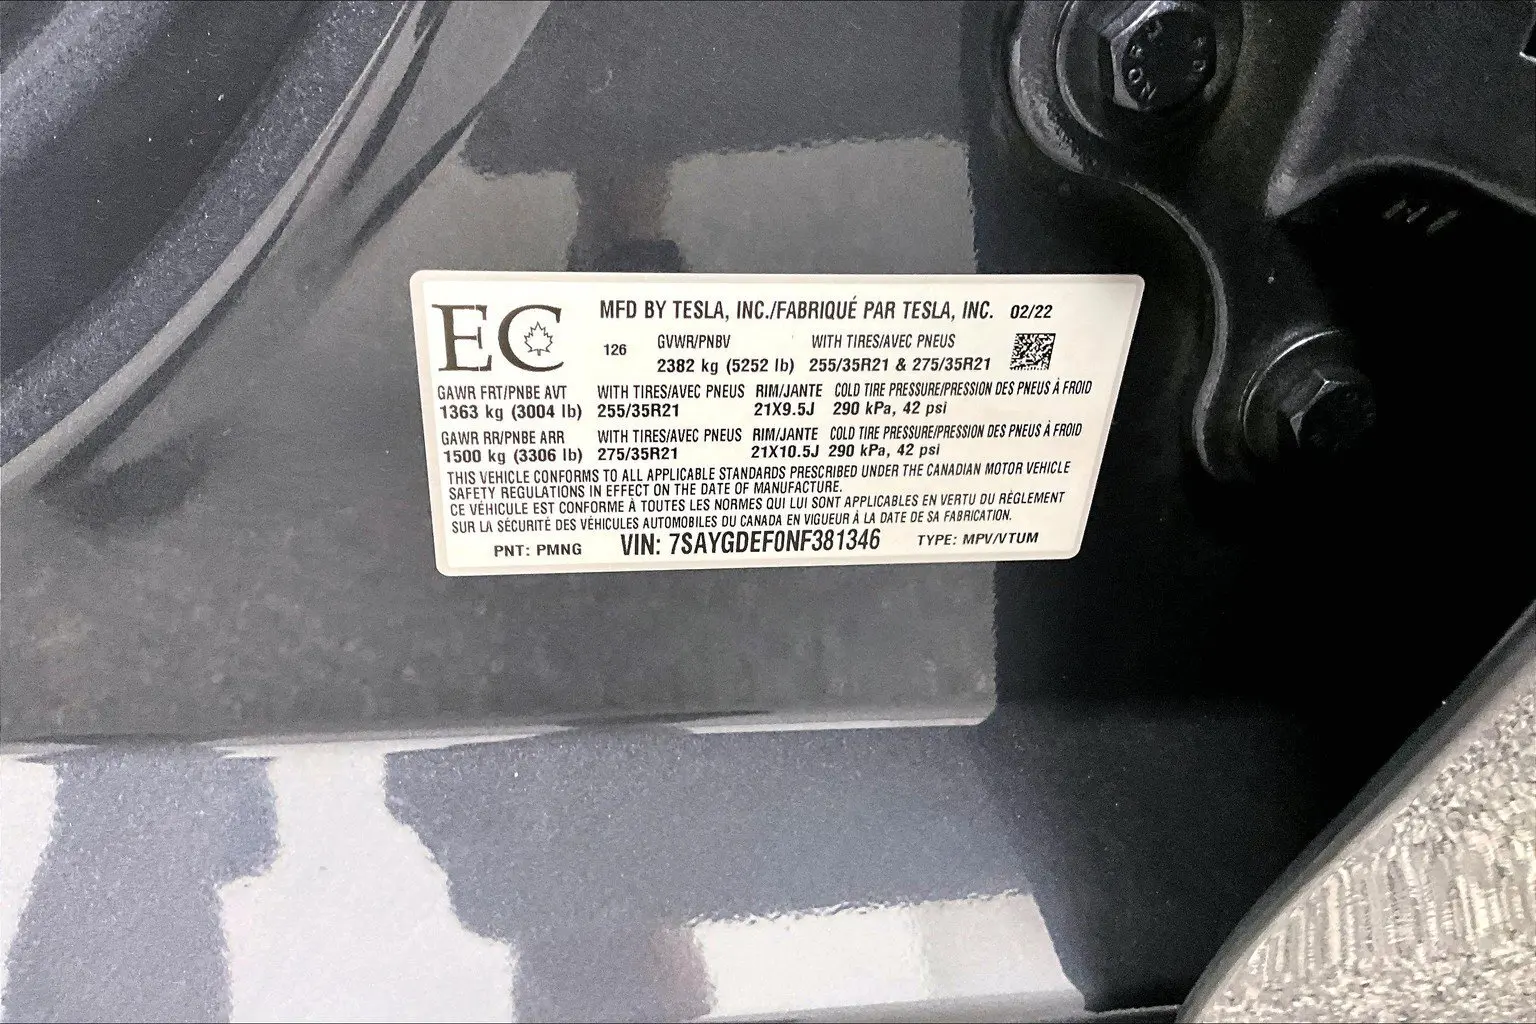 EC
MFD BY TESLA, INC./FABRIQUÉ PAR TESLA, INC. 02/22
126 GVWR/PNBV WITH TIRES/AVEC PNEUS
2382 kg (5252 lb) 255/35R21 & 275/35R21
GAWR FRT/PNBE AVT WITH TIRES/AVEC PNEUS RIM/JANTE COLD TIRE PRESSURE/PRESSION DES PNEUS À FROID
1363 kg (3004 lb) 255/35R21 21X9.5J 290 kPa, 42 psi
GAWR RR/PNBE ARR WITH TIRES/AVEC PNEUS RIM/JANTE COLD TIRE PRESSURE/PRESSION DES PNEUS À FROID
1500 kg (3306 lb) 275/35R21 21X10.5J 290 kPa, 42 psi
THIS VEHICLE CONFORMS TO ALL APPLICABLE STANDARDS PRESCRIBED UNDER THE CANADIAN MOTOR VEHICLE
SAFETY REGULATIONS IN EFFECT ON THE DATE OF MANUFACTURE.
CE VÉHICULE EST CONFORME À TOUTES LES NORMES QUI LUI SONT APPLICABLES EN VERTU DU RÈGLEMENT
SUR LA SÉCURITÉ DES VÉHICULES AUTOMOBILES DU CANADA EN VIGUEUR À LA DATE DE SA FABRICATION.
PNT: PMNG VIN: 7SAYGDEF0NF381346 TYPE: MPV/VTUM